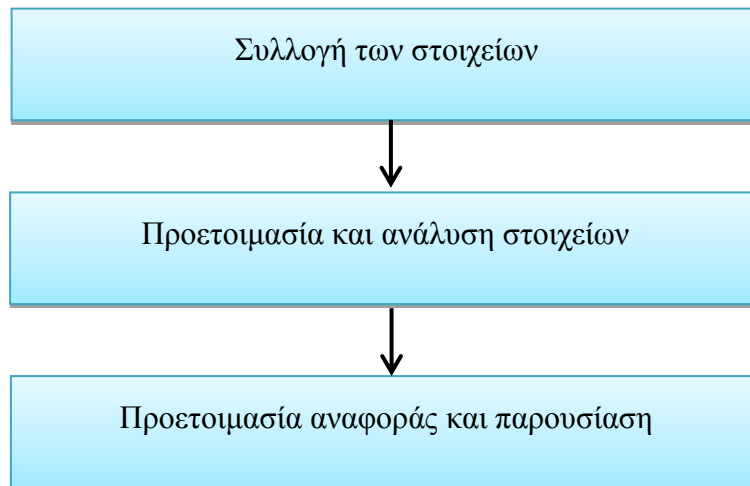 Συλλογή των στοιχείων
Προετοιμασία και ανάλυση στοιχείων
Προετοιμασία αναφοράς και παρουσίαση